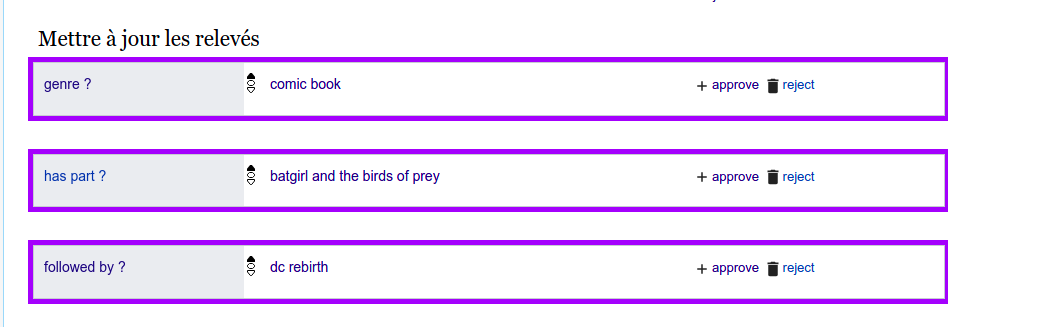 Mettre à jour les relevés
genre ? comic book + approve reject
has part ? batgirl and the birds of prey + approve reject
followed by ? dc rebirth + approve reject